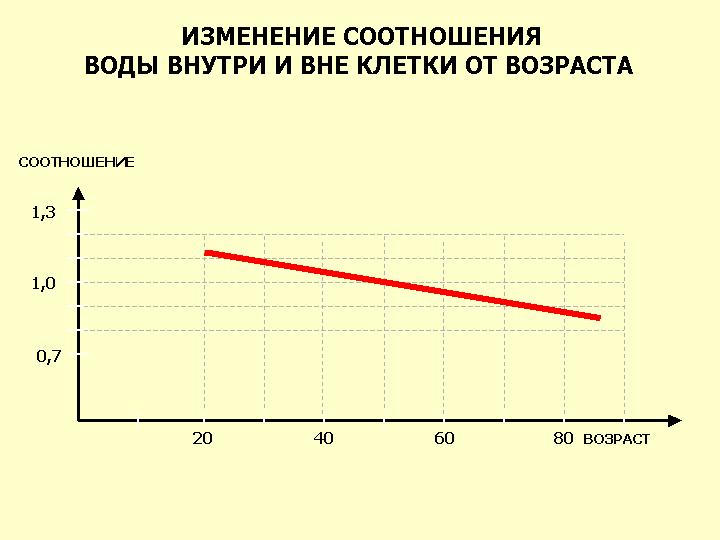 ИЗМЕНЕНИЕ СООТНОШЕНИЯ
ВОДЫ ВНУТРИ И ВНЕ КЛЕТКИ ОТ ВОЗРАСТА
СООТНОШЕНИЕ
1,3
1,0
0,7
20 40 60 80 ВОЗРАСТ